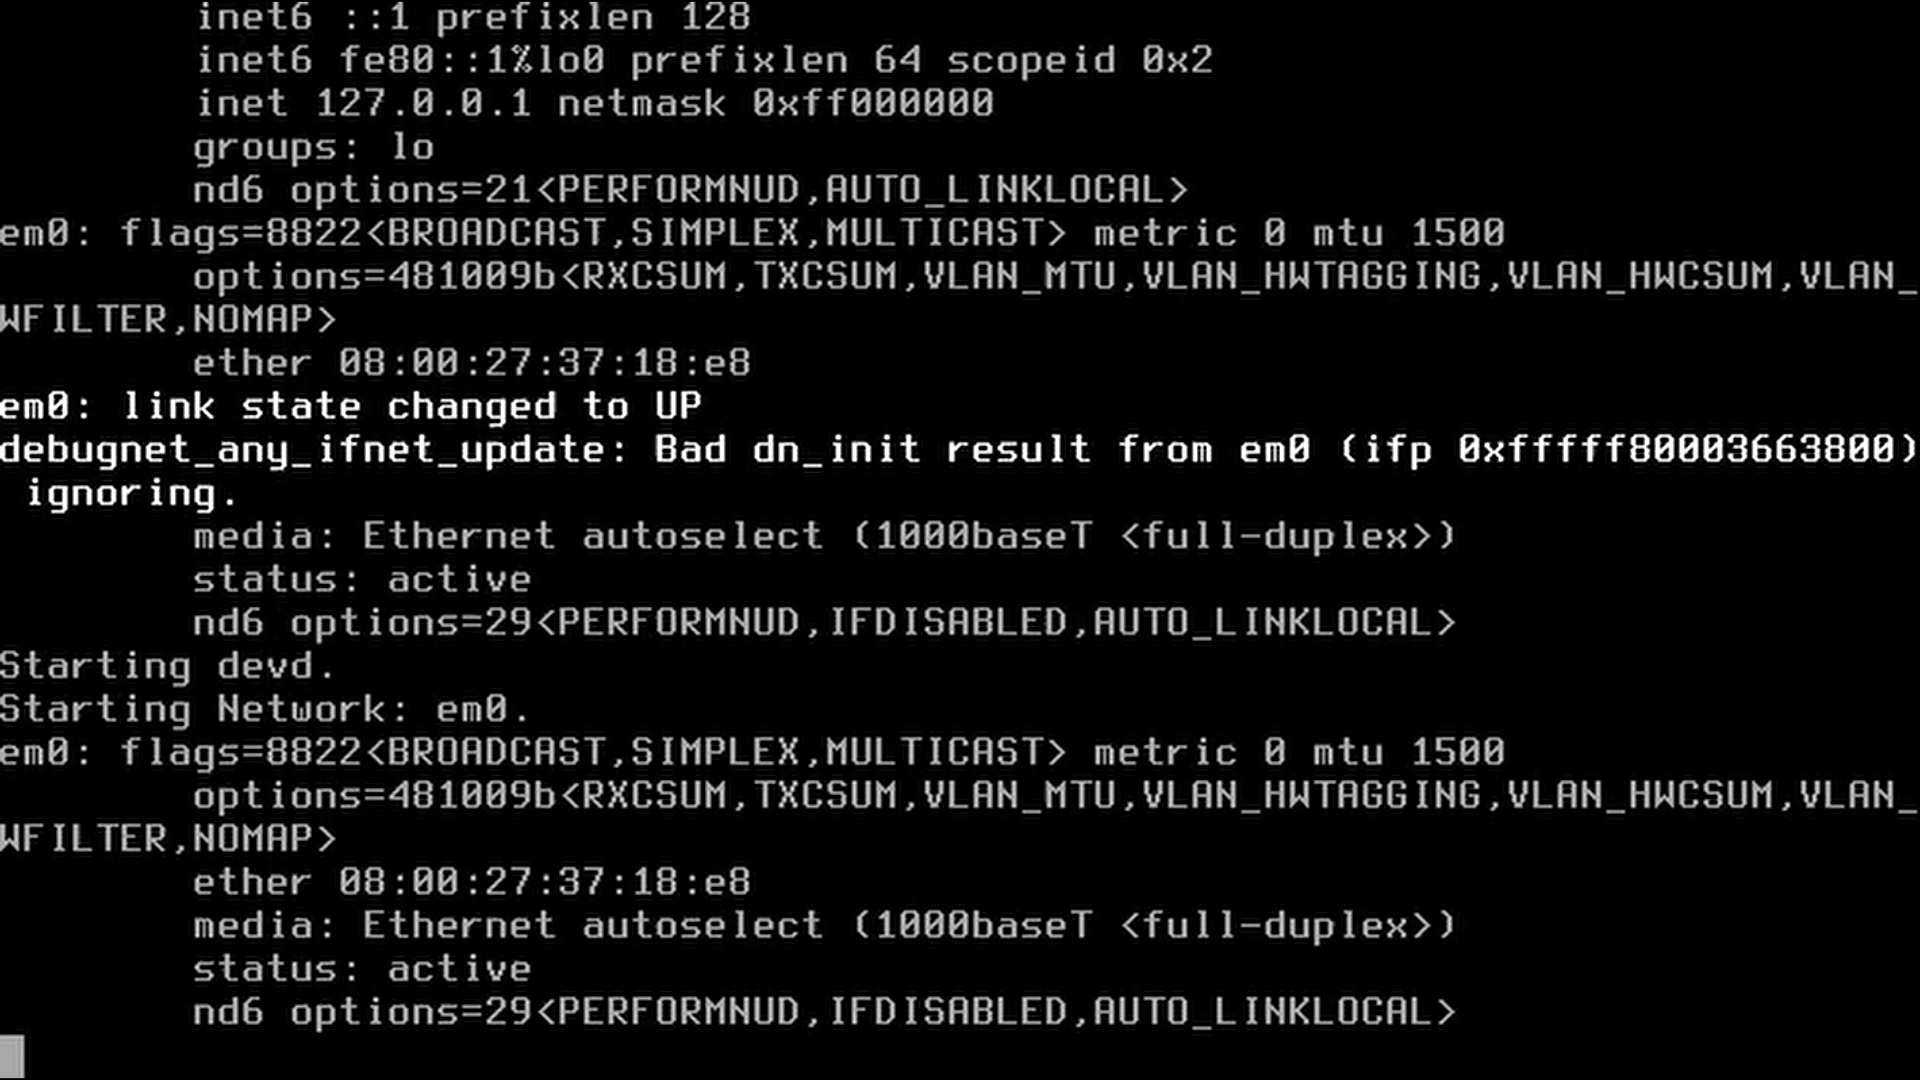 inet6 ::1 prefixlen 128
inet6 fe80::1%lo0 prefixlen 64 scopeid 0x2
inet 127.0.0.1 netmask 0xff000000
groups: lo
nd6 options=21<PERFORMNUD,AUTO_LINKLOCAL>
em0: flags=8822<BROADCAST,SIMPLEX,MULTICAST> metric 0 mtu 1500
options=481009b<RXCSUM,TXCSUM,VLAN_MTU,VLAN_HWTAGGING,VLAN_HWCSUM,VLAN_
WFILTER,NOMAP>
ether 08:00:27:37:18:e8
em0: link state changed to UP
debugnet_any_ifnet_update: Bad dn_init result from em0 (ifp 0xfffff80003663800)
ignoring.
media: Ethernet autoselect (1000baseT <full-duplex>)
status: active
nd6 options=29<PERFORMNUD,IFDISABLED,AUTO_LINKLOCAL>
Starting devd.
Starting Network: em0.
em0: flags=8822<BROADCAST,SIMPLEX,MULTICAST> metric 0 mtu 1500
options=481009b<RXCSUM,TXCSUM,VLAN_MTU,VLAN_HWTAGGING,VLAN_HWCSUM,VLAN_
WFILTER,NOMAP>
ether 08:00:27:37:18:e8
media: Ethernet autoselect (1000baseT <full-duplex>)
status: active
nd6 options=29<PERFORMNUD,IFDISABLED,AUTO_LINKLOCAL>